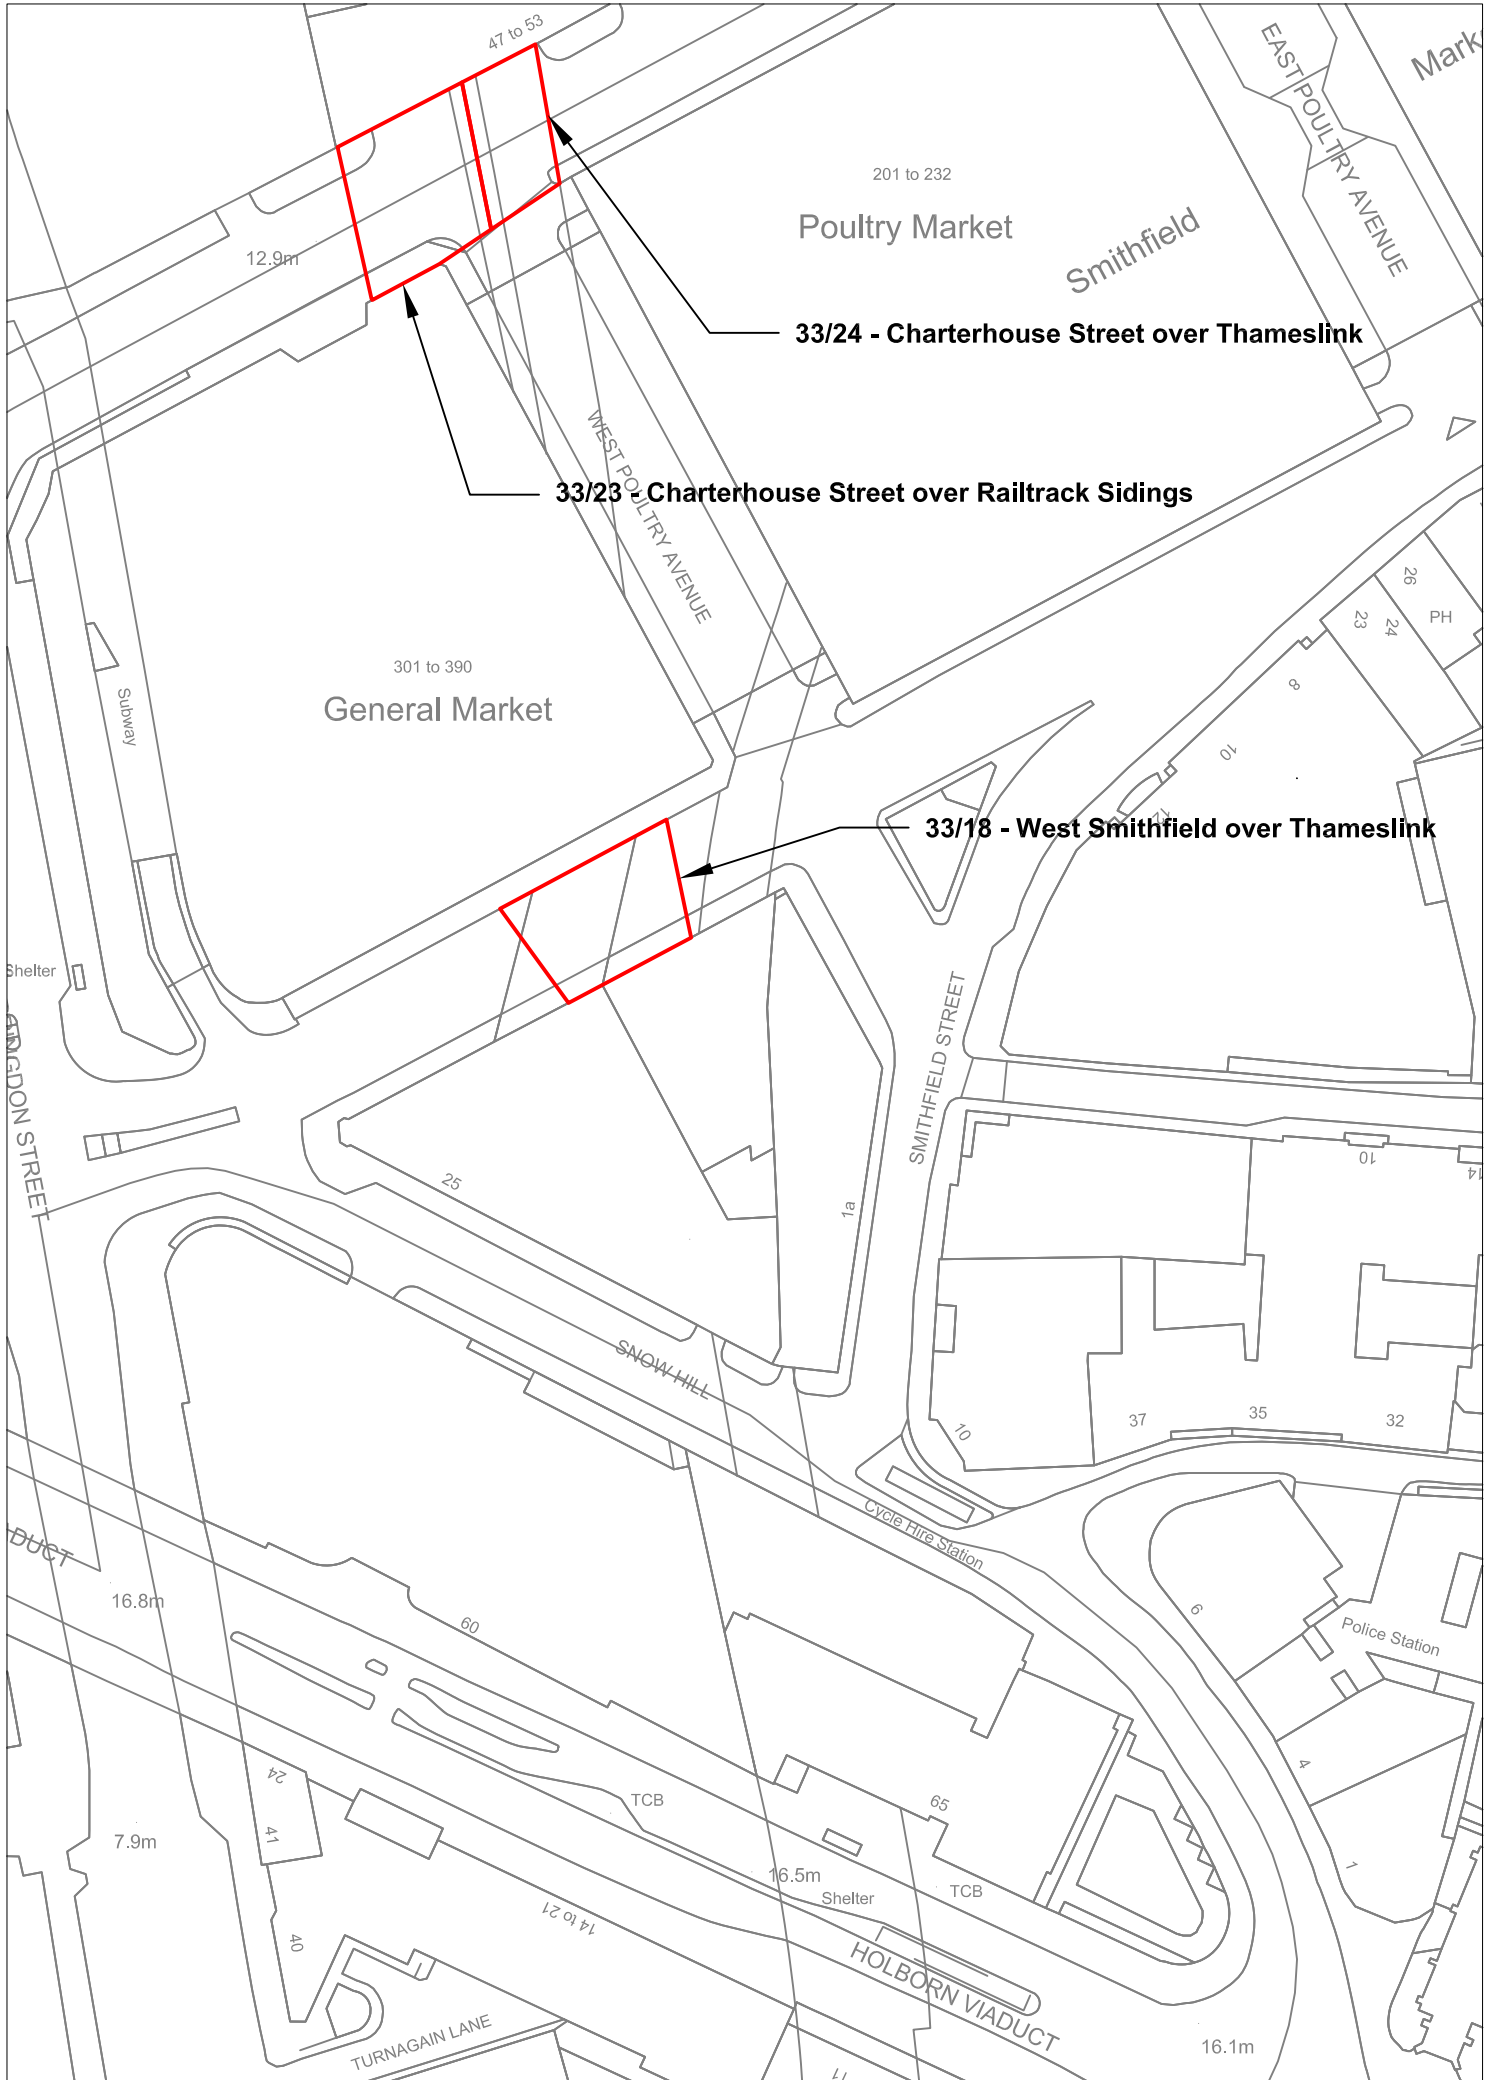 47 to 53
EAST POULTRY AVENUE
201 to 232
Poultry Market
Smithfield
12.9m
33/24 - Charterhouse Street over Thameslink
WEST POULTRY AVENUE
33/23 - Charterhouse Street over Railtrack Sidings
26
23
24
PH
301 to 390
General Market
8
Subway
10
12
33/18 - West Smithfield over Thameslink
Shelter
SMITHFIELD STREET
NGDON STREET
10
14
25
1a
SNOW HILL
37
35
32
10
Cycle Hire Station
DUCT
16.8m
60
6
Police Station
24
4
TCB
65
41
7.9m
1
16.5m
Shelter
TCB
14 to 21
40
HOLBORN VIADUCT
TURNAGAIN LANE
16.1m